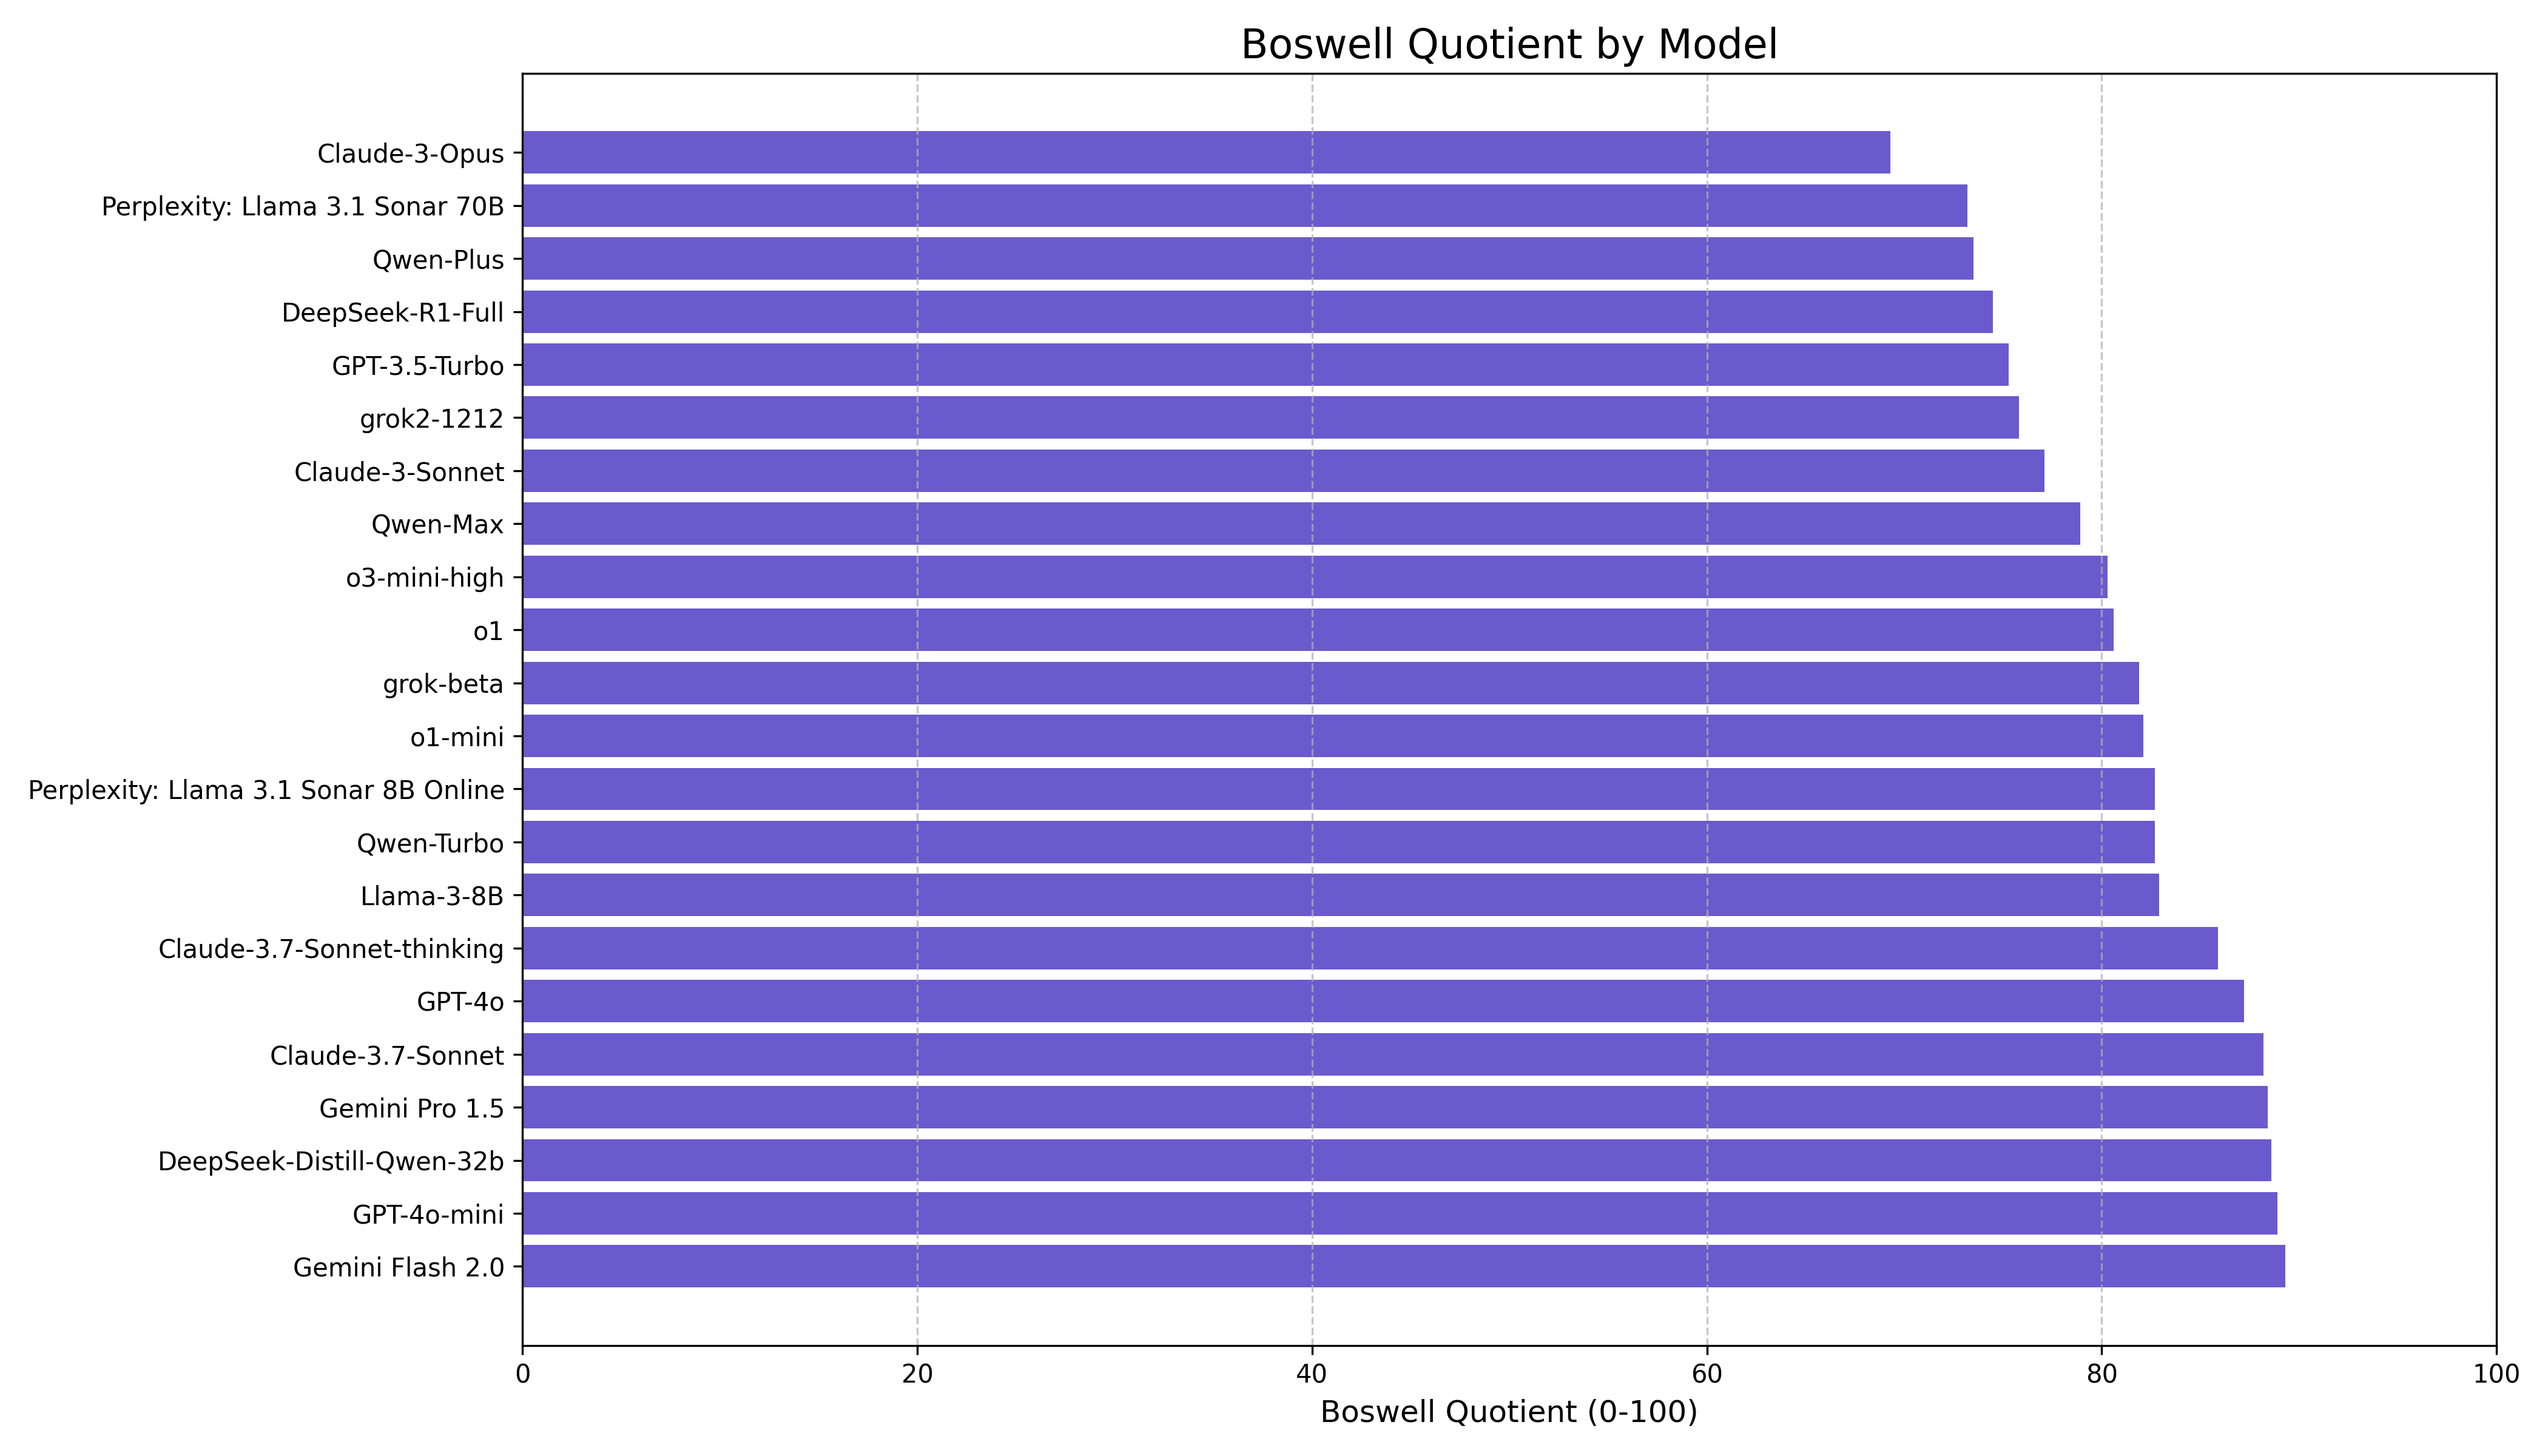 Boswell Quotient by Model
Claude-3-Opus
Perplexity: Llama 3.1 Sonar 70B
Qwen-Plus
DeepSeek-R1-Full
GPT-3.5-Turbo
grok2-1212
Claude-3-Sonnet
Qwen-Max
o3-mini-high
o1
grok-beta
o1-mini
Perplexity: Llama 3.1 Sonar 8B Online
Qwen-Turbo
Llama-3-8B
Claude-3.7-Sonnet-thinking
GPT-4o
Claude-3.7-Sonnet
Gemini Pro 1.5
DeepSeek-Distill-Qwen-32b
GPT-4o-mini
Gemini Flash 2.0
0 20 40 60 80 100
Boswell Quotient (0-100)